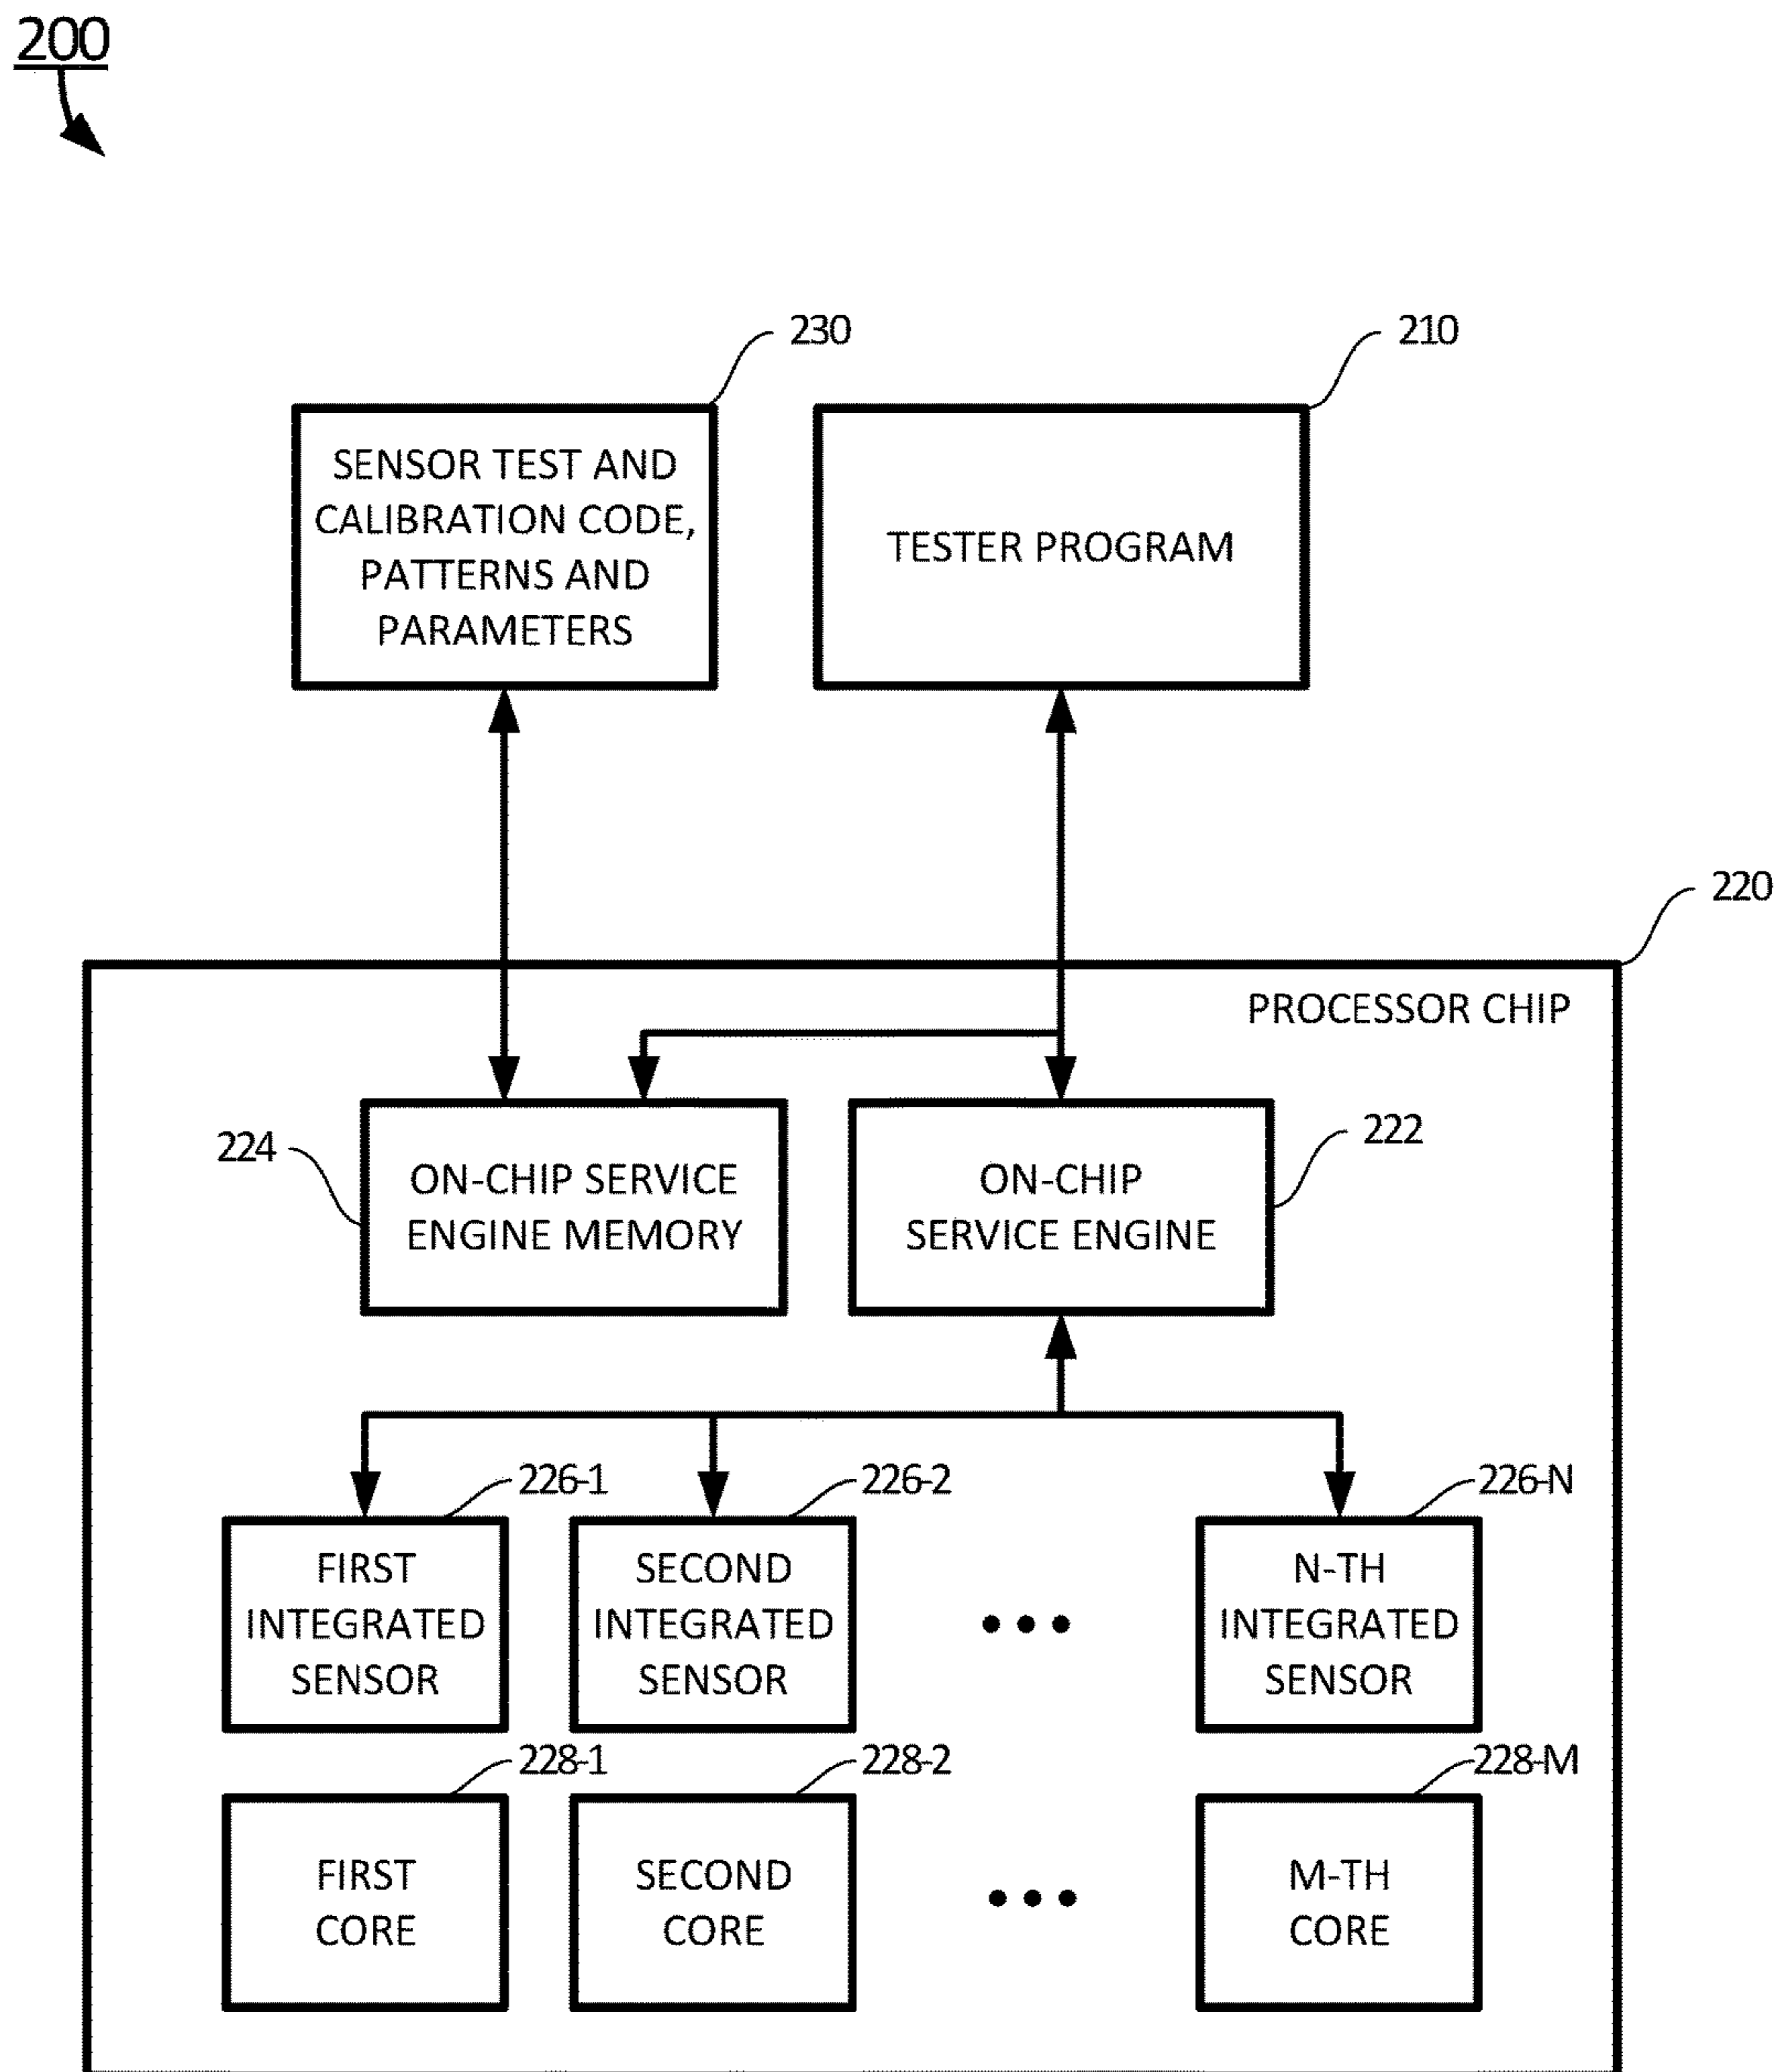 200
230
210
SENSOR TEST AND
CALIBRATION CODE,
PATTERNS AND
PARAMETERS
TESTER PROGRAM
220
PROCESSOR CHIP
224
ON-CHIP SERVICE
ENGINE MEMORY
222
ON-CHIP
SERVICE ENGINE
226-1
226-2
226-N
FIRST
INTEGRATED
SENSOR
SECOND
INTEGRATED
SENSOR
N-TH
INTEGRATED
SENSOR
228-1
228-2
228-M
FIRST
CORE
SECOND
CORE
M-TH
CORE